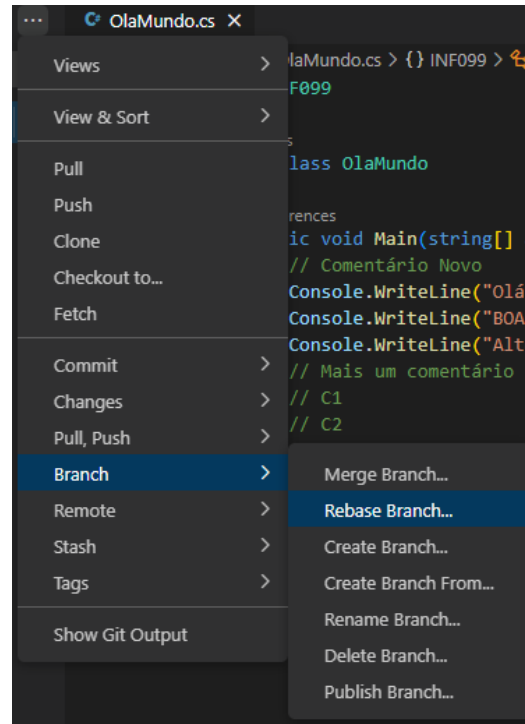 ··· C# OlaMundo.cs ×
Views >
laMundo.cs > { } INF099 >
F099
View & Sort >
s
lass OlaMundo
Pull
Push
rences
ic void Main(string[]
Clone
// Comentário Novo
Checkout to...
Console.WriteLine("Olá
Fetch
Console.WriteLine("BOA
Console.WriteLine("Alt
Commit >
// Mais um comentário
Changes >
// C1
Pull, Push >
// C2
Branch >
Merge Branch...
Remote >
Rebase Branch...
Stash >
Create Branch...
Tags >
Create Branch From...
Show Git Output
Rename Branch...
Delete Branch...
Publish Branch...